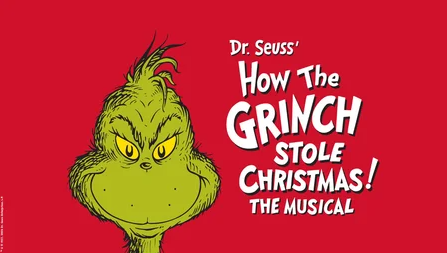 Dr. Seuss'
HOW THE
GRINCH
STOLE
CHRISTMAS!
THE MUSICAL